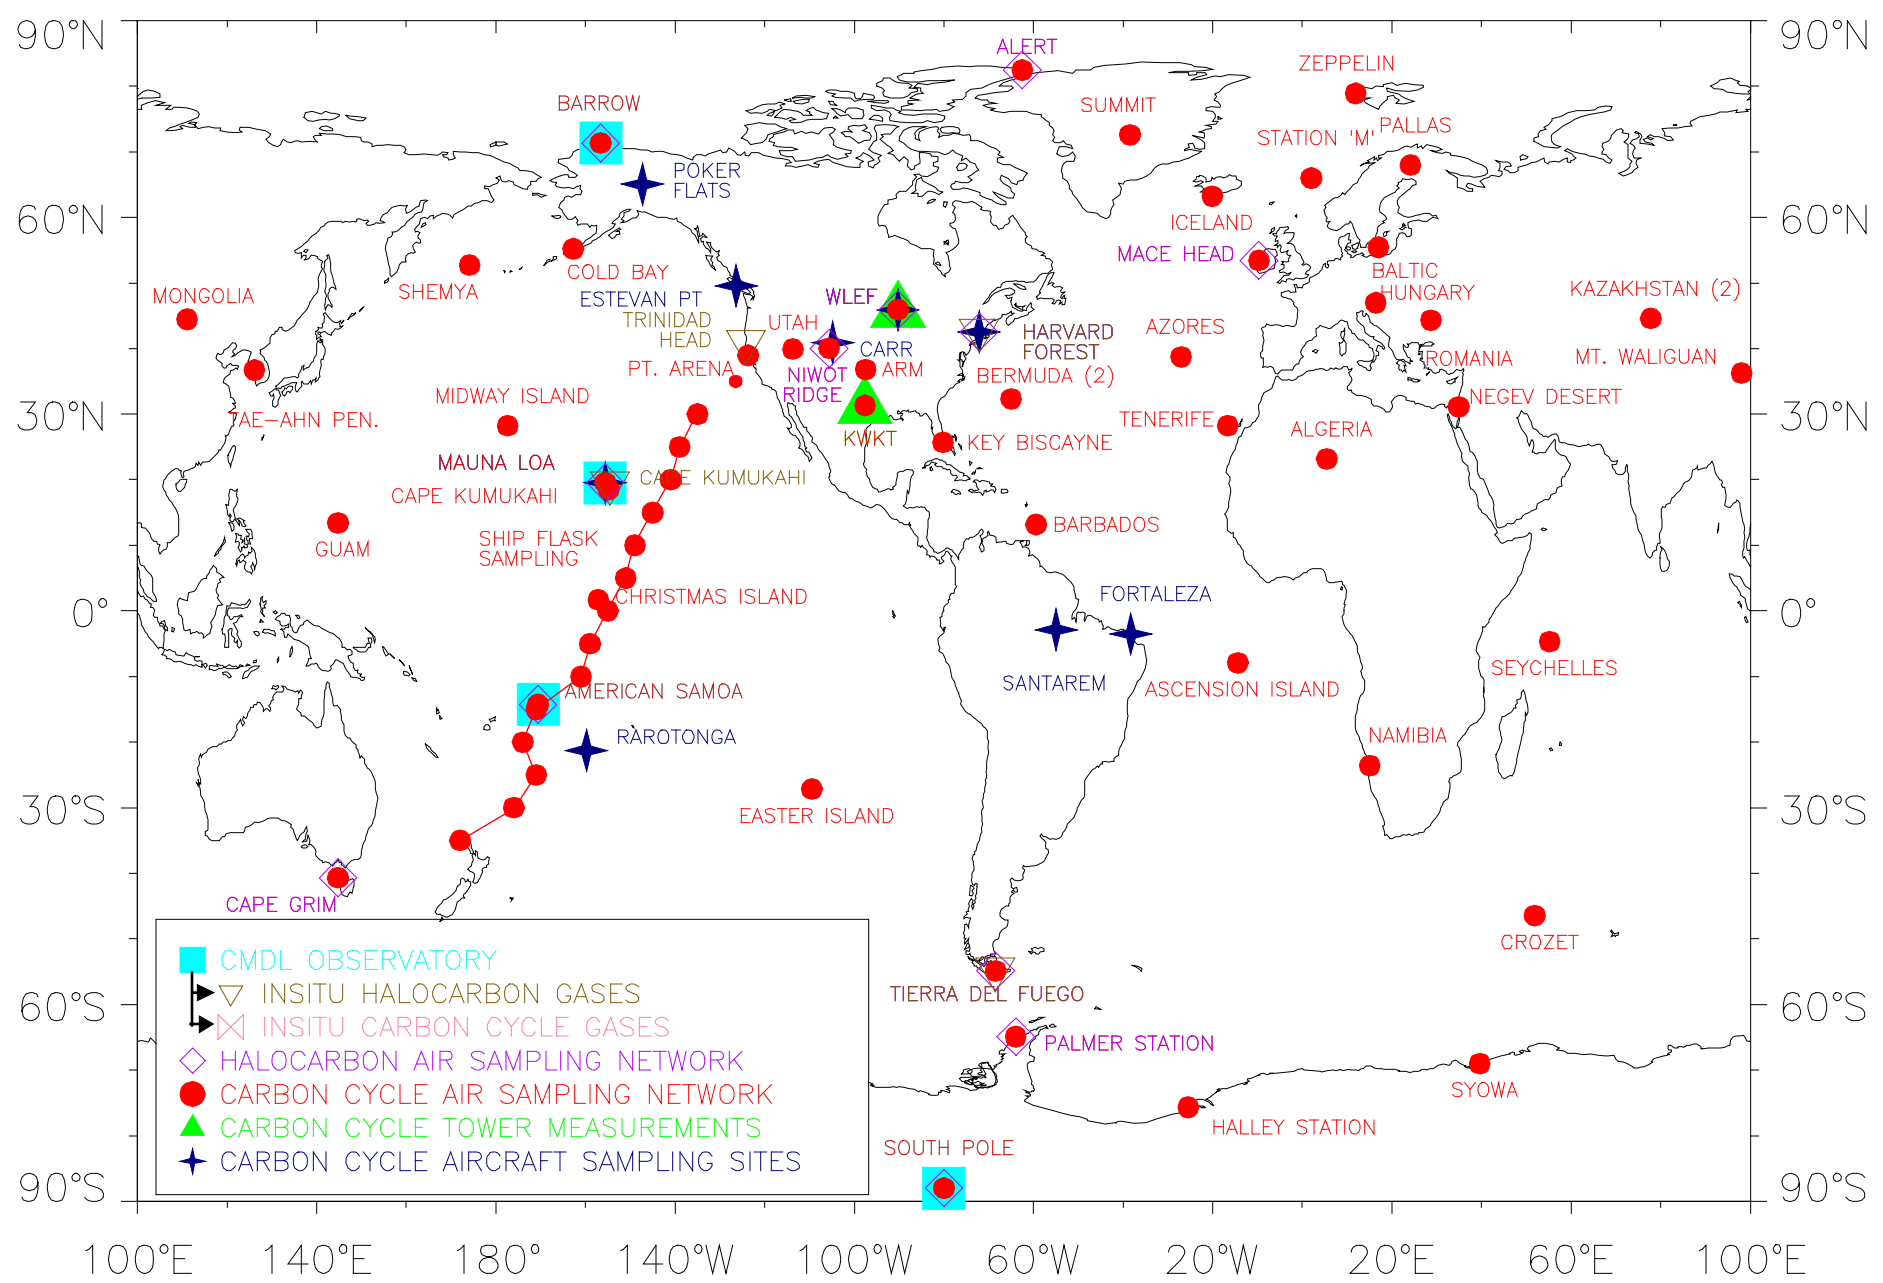 90°N
90°N
ALERT
ZEPPELIN
BARROW
SUMMIT
PALLAS
STATION 'M'
POKER
FLATS
60°N
60°N
ICELAND
MACE HEAD
COLD BAY
BALTIC
SHEMYA
MONGOLIA
ESTEVAN PT
WLEF
HUNGARY
KAZAKHSTAN (2)
TRINIDAD
HEAD
UTAH
HARVARD
FOREST
AZORES
CARR
ROMANIA
MT. WALIGUAN
PT. ARENA
NIWOT
RIDGE
ARM
BERMUDA (2)
MIDWAY ISLAND
NEGEV DESERT
30°N
30°N
TAE-AHN PEN.
TENERIFE
ALGERIA
KWKT
KEY BISCAYNE
MAUNA LOA
CAPE KUMUKAHI
CAPE KUMUKAHI
BARBADOS
GUAM
SHIP FLASK
SAMPLING
CHRISTMAS ISLAND
FORTALEZA
0°
0°
SEYCHELLES
SANTAREM
ASCENSION ISLAND
AMERICAN SAMOA
RAROTONGA
NAMIBIA
30°S
30°S
EASTER ISLAND
CAPE GRIM
CROZET
CMDL OBSERVATORY
INSITU HALOCARBON GASES
TIERRA DEL FUEGO
60°S
60°S
INSITU CARBON CYCLE GASES
PALMER STATION
HALOCARBON AIR SAMPLING NETWORK
CARBON CYCLE AIR SAMPLING NETWORK
SYOWA
CARBON CYCLE TOWER MEASUREMENTS
HALLEY STATION
SOUTH POLE
CARBON CYCLE AIRCRAFT SAMPLING SITES
90°S
90°S
100°E
140°E
180°
140°W
100°W
60°W
20°W
20°E
60°E
100°E